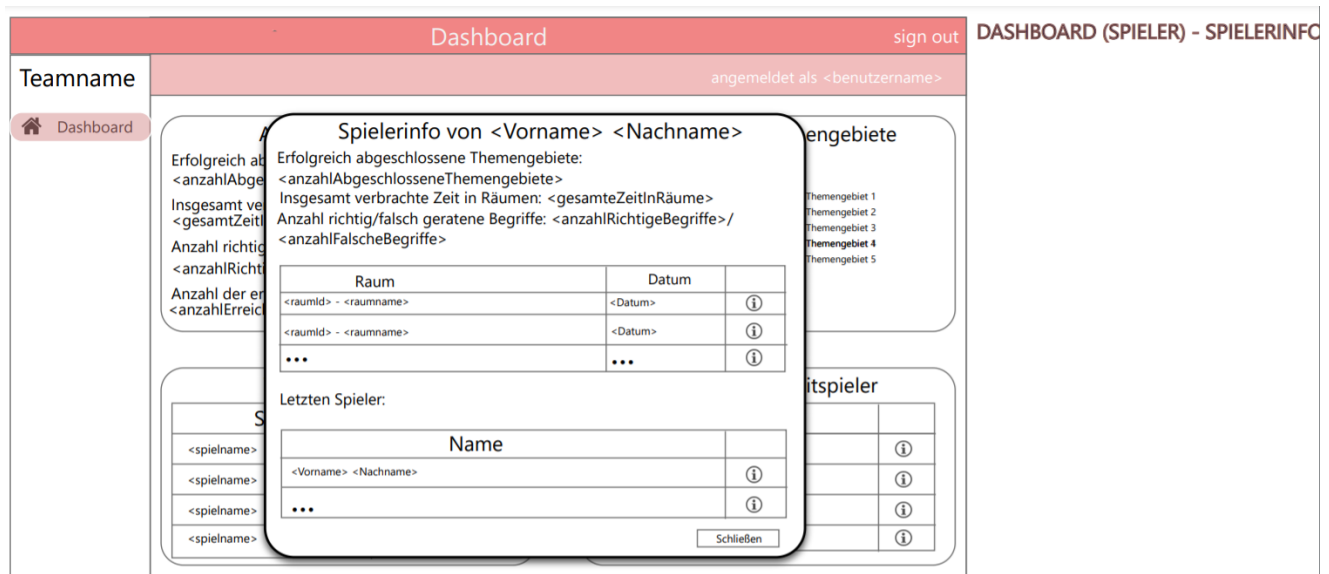 Dashboard
sign out
DASHBOARD (SPIELER) - SPIELERINFO
Teamname
angemeldet als <benutzername>
Dashboard
Spielerinfo von <Vorname> <Nachname>
Erfolgreich abgeschlossene Themengebiete:
<anzahlAbgeschlosseneThemengebiete>
Insgesamt verbrachte Zeit in Räumen: <gesamteZeitInRäume>
Anzahl richtig/falsch geratene Begriffe: <anzahlRichtigeBegriffe>/
<anzahlFalscheBegriffe>
Raum Datum
<raumId> - <raumname> <Datum>
<raumId> - <raumname> <Datum>
... ...
Letzten Spieler:
Name
<Vorname> <Nachname>
...
Schließen
A
Erfolgreich ab
<anzahlAbge
Insgesamt ve
<gesamtZeitI
Anzahl richtig
<anzahlRichti
Anzahl der er
<anzahlErreic
engebiete
Themengebiet 1
Themengebiet 2
Themengebiet 3
Themengebiet 4
Themengebiet 5
S
<spielname>
<spielname>
<spielname>
<spielname>
itspieler